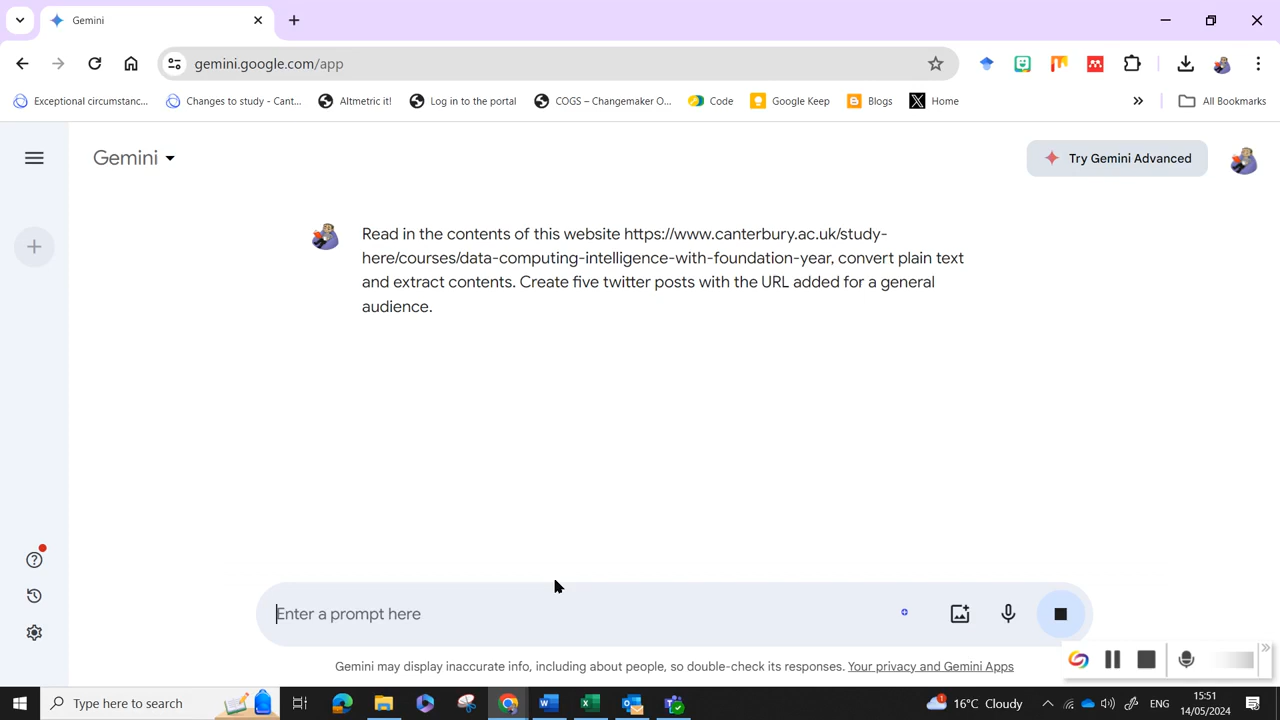 Gemini
gemini.google.com/app
Exceptional circumstanc...
Changes to study - Cant...
Altmetric it!
Log in to the portal
COGS – Changemaker O...
Code
Google Keep
Blogs
Home
»
All Bookmarks
Gemini
Try Gemini Advanced
Read in the contents of this website https://www.canterbury.ac.uk/study-
here/courses/data-computing-intelligence-with-foundation-year, convert plain text
and extract contents. Create five twitter posts with the URL added for a general
audience.
Enter a prompt here
Gemini may display inaccurate info, including about people, so double-check its responses. Your privacy and Gemini Apps
Type here to search
16°C Cloudy
ENG
15:51
14/05/2024